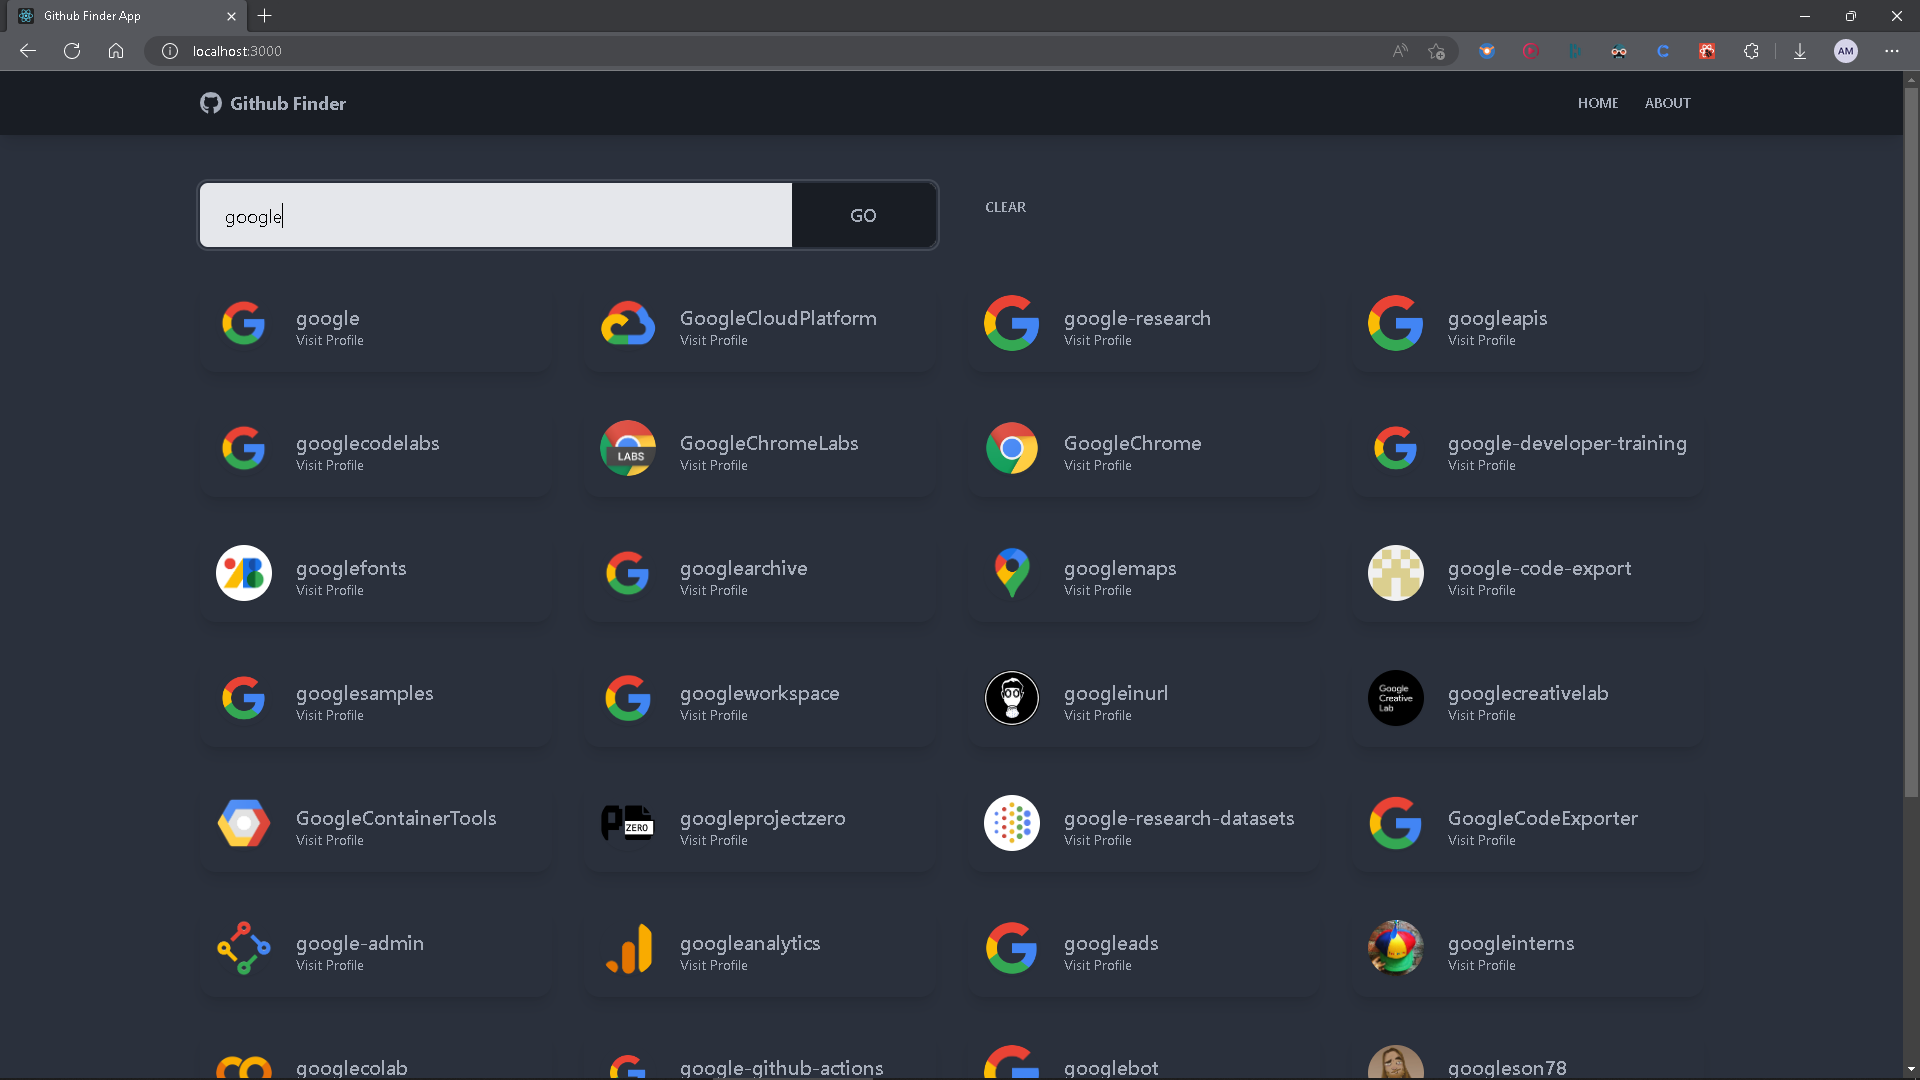 Github Finder App
localhost:3000
AM
Github Finder
HOME
ABOUT
google
GO
CLEAR
google
Visit Profile
GoogleCloudPlatform
Visit Profile
google-research
Visit Profile
googleapis
Visit Profile
googlecodelabs
Visit Profile
LABS
GoogleChromeLabs
Visit Profile
GoogleChrome
Visit Profile
google-developer-training
Visit Profile
googlefonts
Visit Profile
googlearchive
Visit Profile
googlemaps
Visit Profile
google-code-export
Visit Profile
googlesamples
Visit Profile
googleworkspace
Visit Profile
googleinurl
Visit Profile
Google
Creative
Lab
googlecreativelab
Visit Profile
GoogleContainerTools
Visit Profile
ZERO
googleprojectzero
Visit Profile
google-research-datasets
Visit Profile
GoogleCodeExporter
Visit Profile
google-admin
Visit Profile
googleanalytics
Visit Profile
googleads
Visit Profile
googleinterns
Visit Profile
googlecolab
google-github-actions
googlebot
googleson78